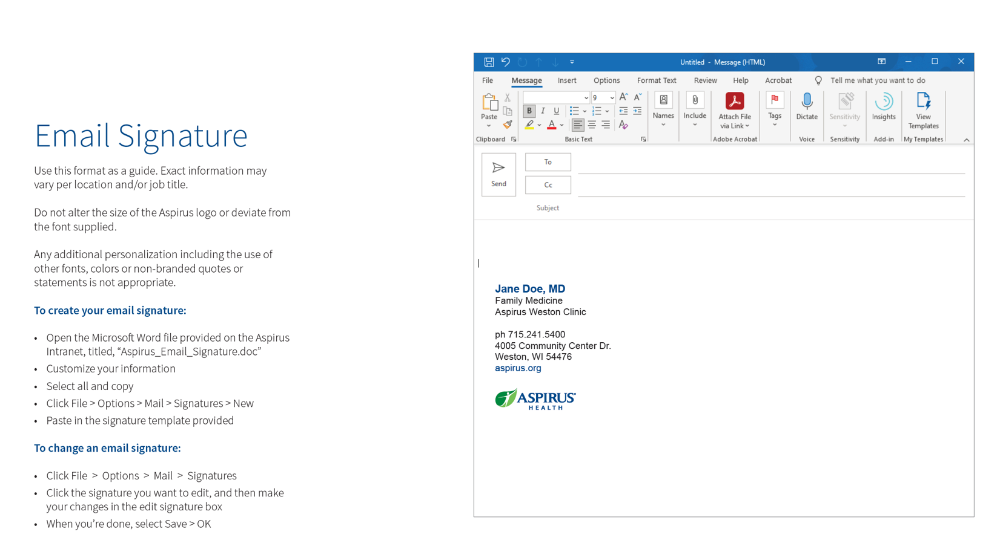 Email Signature
Use this format as a guide. Exact information may
vary per location and/or job title.
Do not alter the size of the Aspirus logo or deviate from
the font supplied.
Any additional personalization including the use of
other fonts, colors or non-branded quotes or
statements is not appropriate.
To create your email signature:
• Open the Microsoft Word file provided on the Aspirus
Intranet, titled, “Aspirus_Email_Signature.doc”
• Customize your information
• Select all and copy
• Click File > Options > Mail > Signatures > New
• Paste in the signature template provided
To change an email signature:
• Click File > Options > Mail > Signatures
• Click the signature you want to edit, and then make
your changes in the edit signature box
• When you’re done, select Save > OK
Untitled - Message (HTML)
File Message Insert Options Format Text Review Help Acrobat Tell me what you want to do
9 A A
B I U
A A
Paste
Names
Include
Attach File
via Link
Tags
Dictate
Sensitivity
Insights
View
Templates
Clipboard Basic Text Adobe Acrobat Voice Sensitivity Add-in My Templates
Send
To
Cc
Subject
Jane Doe, MD
Family Medicine
Aspirus Weston Clinic
ph 715.241.5400
4005 Community Center Dr.
Weston, WI 54476
aspirus.org
ASPIRUS
HEALTH